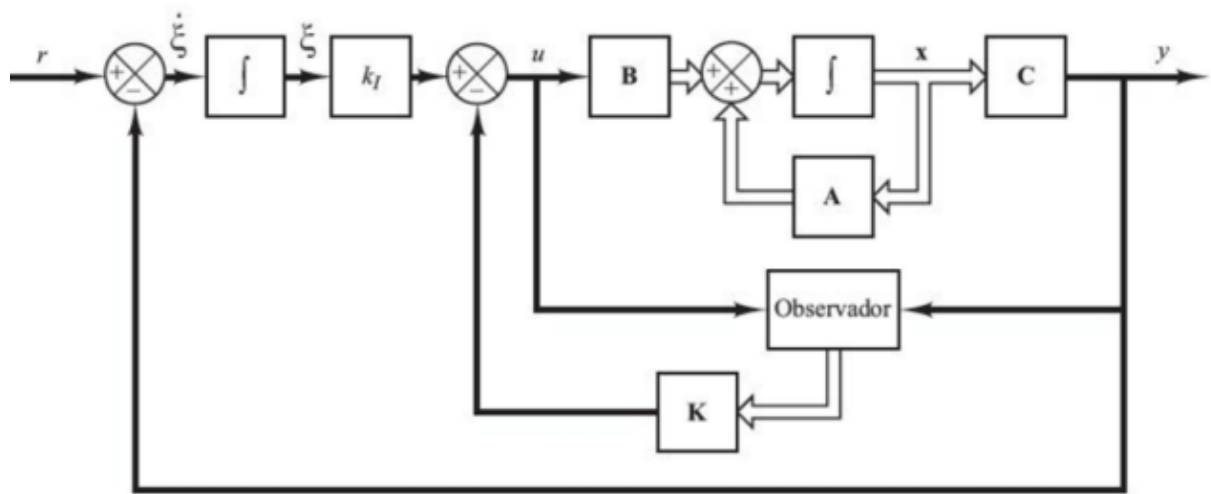 r
ξ̇
∫
ξ
k_I
u
B
∫
x
C
y
A
Observador
K
+
−
+
−
+
+